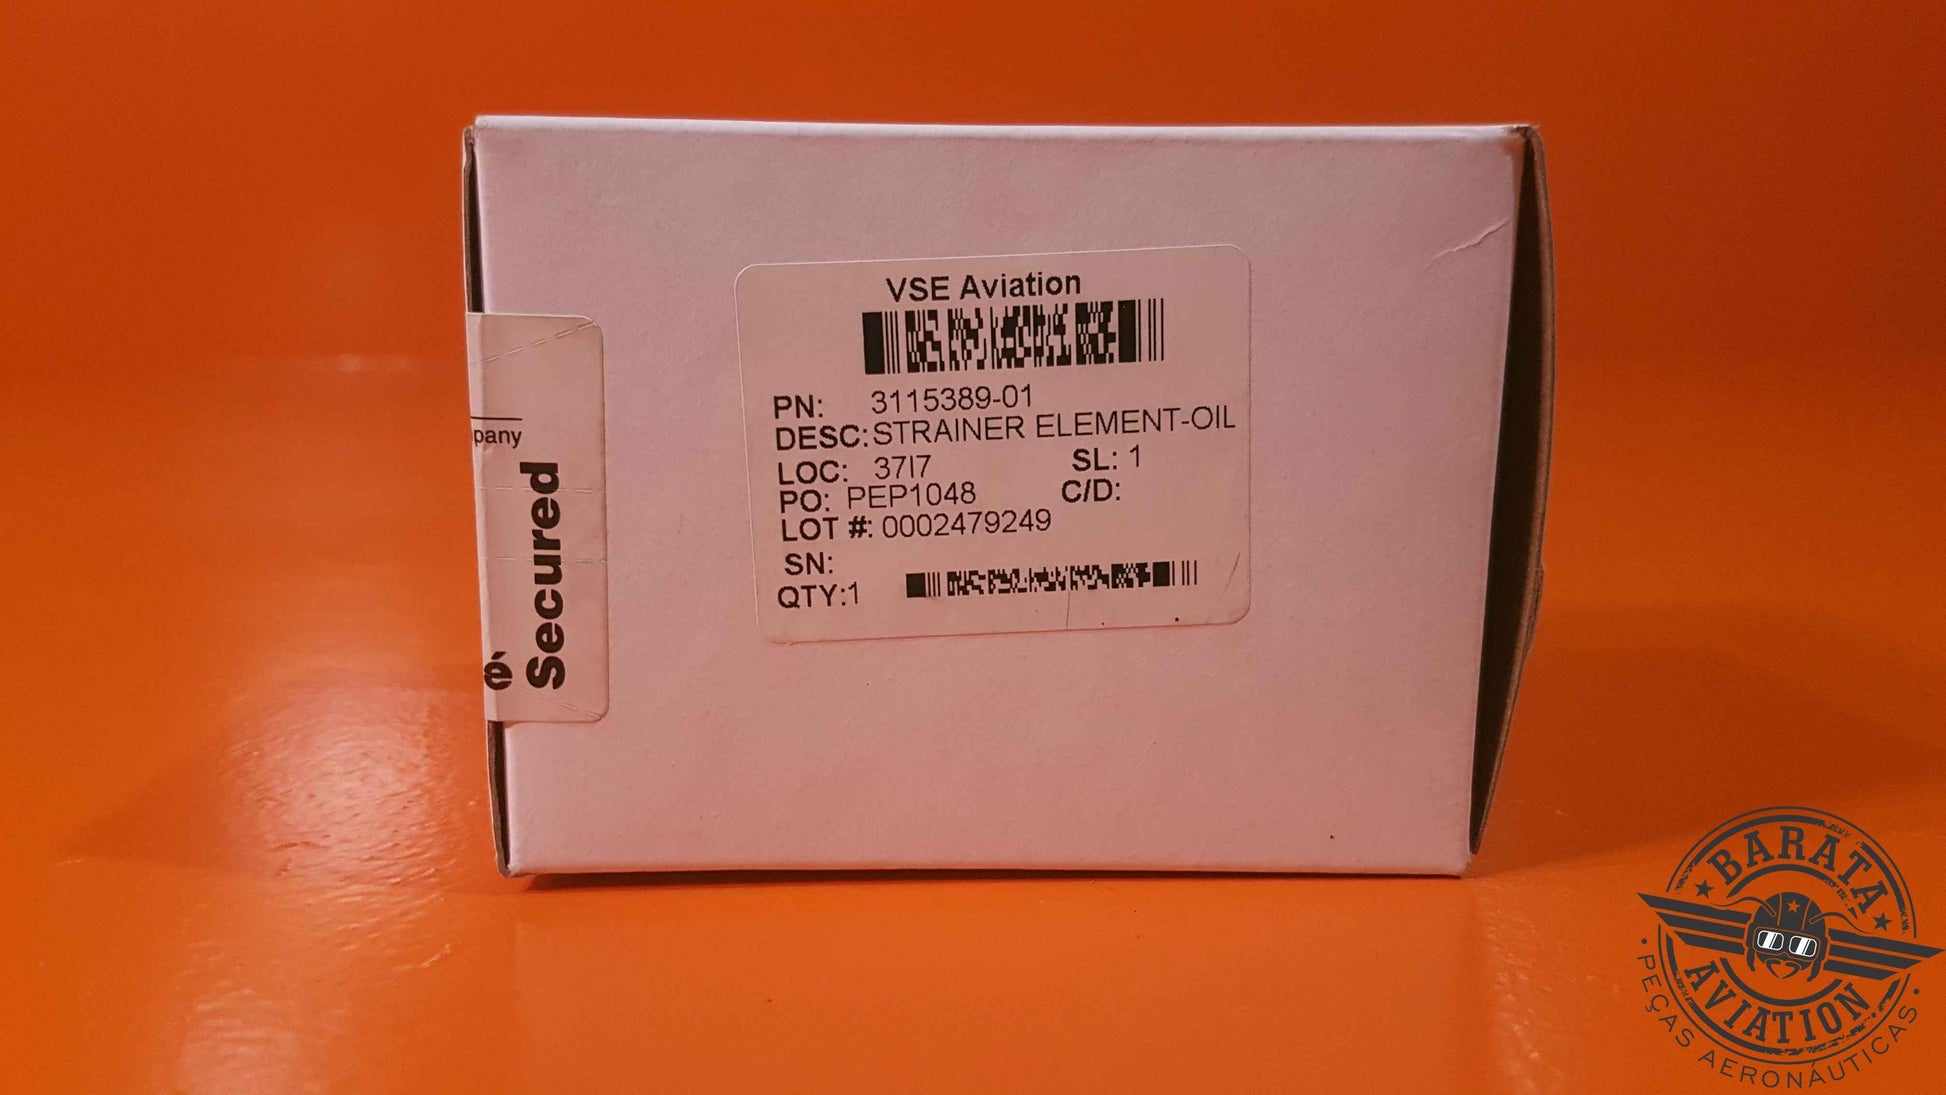 VSE Aviation
PN: 3115389-01
DESC: STRAINER ELEMENT-OIL
LOC: 37I7 SL: 1
PO: PEP1048 C/D:
LOT #: 0002479249
SN:
QTY:1
pany
Secured
è
BARATA
AVIATION
PEÇAS AERONÁUTICAS